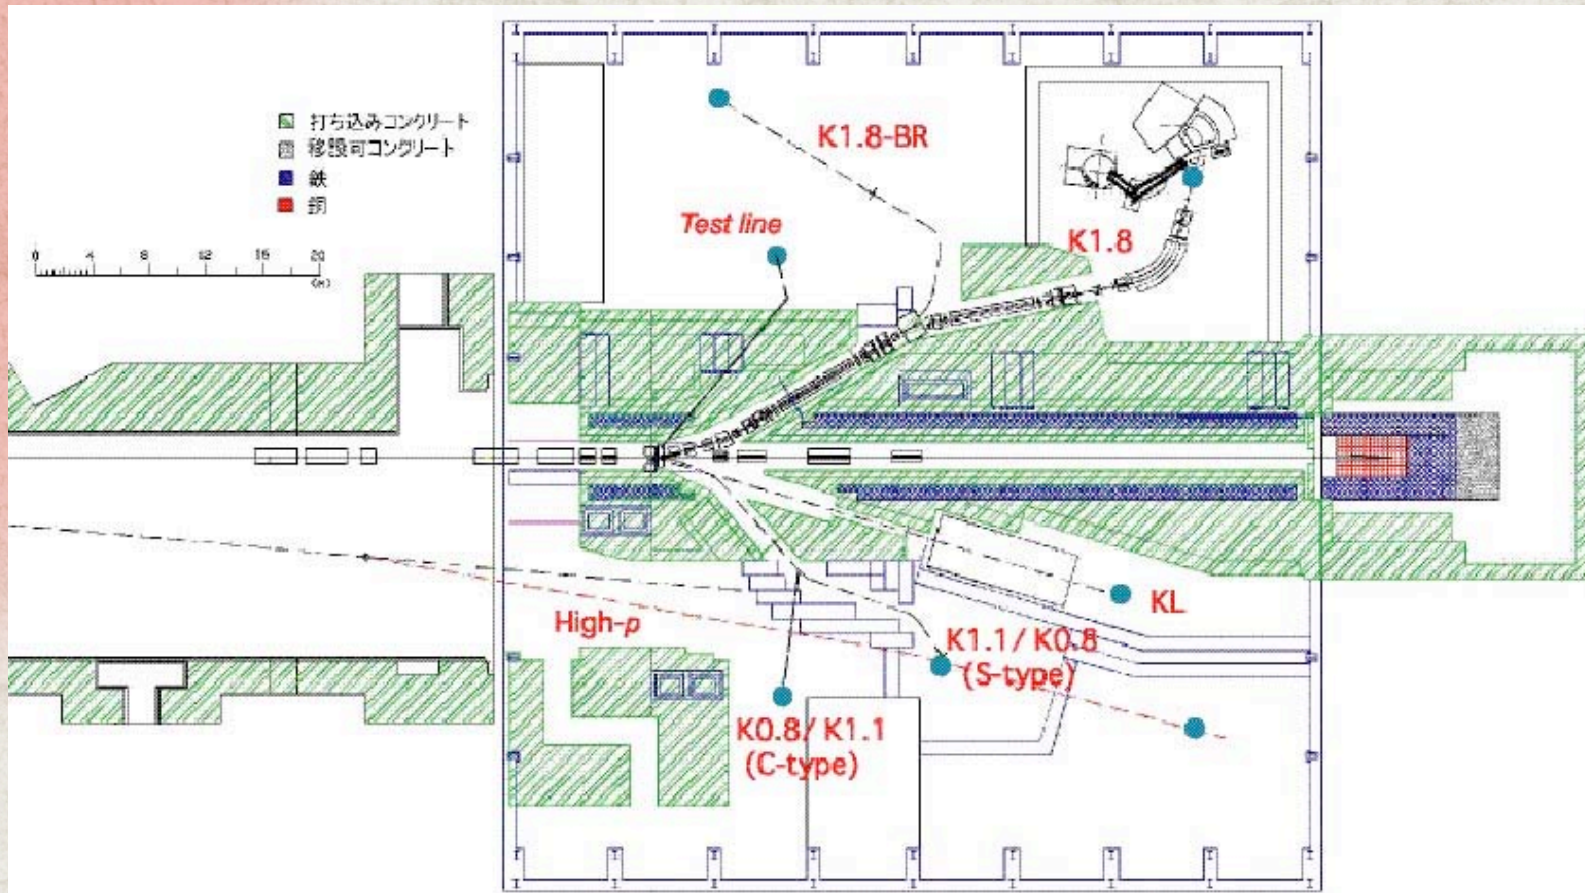 K1.8-BR
打ち込みコンクリート
移設可コンクリート
鉄
銅
Test line
K1.8
0 4 8 12 16 20
(m)
KL
High-p
K1.1 / K0.8
(S-type)
K0.8 / K1.1
(C-type)